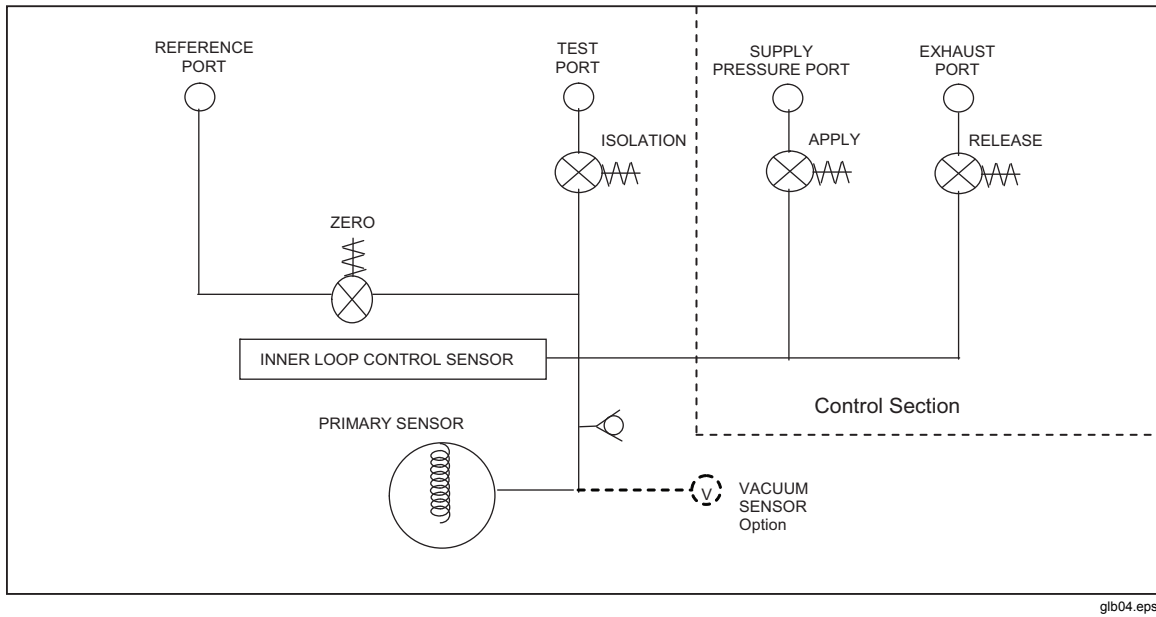 REFERENCE
PORT
TEST
PORT
SUPPLY
PRESSURE PORT
EXHAUST
PORT
ISOLATION
APPLY
RELEASE
ZERO
INNER LOOP CONTROL SENSOR
Control Section
PRIMARY SENSOR
V
VACUUM
SENSOR
Option
glb04.eps